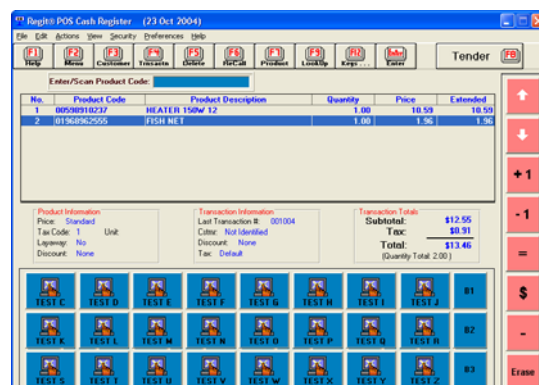 Regit® POS Cash Register (23 Oct 2004)
File Edit Actions View Security Preferences Help
F1 Help F2 Menu F3 Customer F4 Transactn F5 Delete F6 ReCall F7 Product F9 LookUp F12 Keys... Enter Tender F8
Enter/Scan Product Code:
No. Product Code Product Description Quantity Price Extended
1 00590910237 HEATER 150W 12 1.00 10.59 10.59
2 01968962555 FISH NET 1.00 1.96 1.96
+1
-1
=
$
-
Erase
Product Information
Price: Standard
Tax Code: 1 Unit:
Layaway: No
Discount: None
Transaction Information
Last Transaction #: 001004
Cstmr: Not Identified
Discount: None
Tax: Default
Transaction Totals
Subtotal: $12.55
Tax: $0.91
Total: $13.46
(Quantity Total: 2.00 )
TEST C TEST D TEST E TEST F TEST G TEST H TEST I TEST J B1
TEST K TEST L TEST M TEST N TEST O TEST P TEST Q TEST R B2
TEST S TEST T TEST U TEST V TEST W TEST X TEST Y TEST Z B3